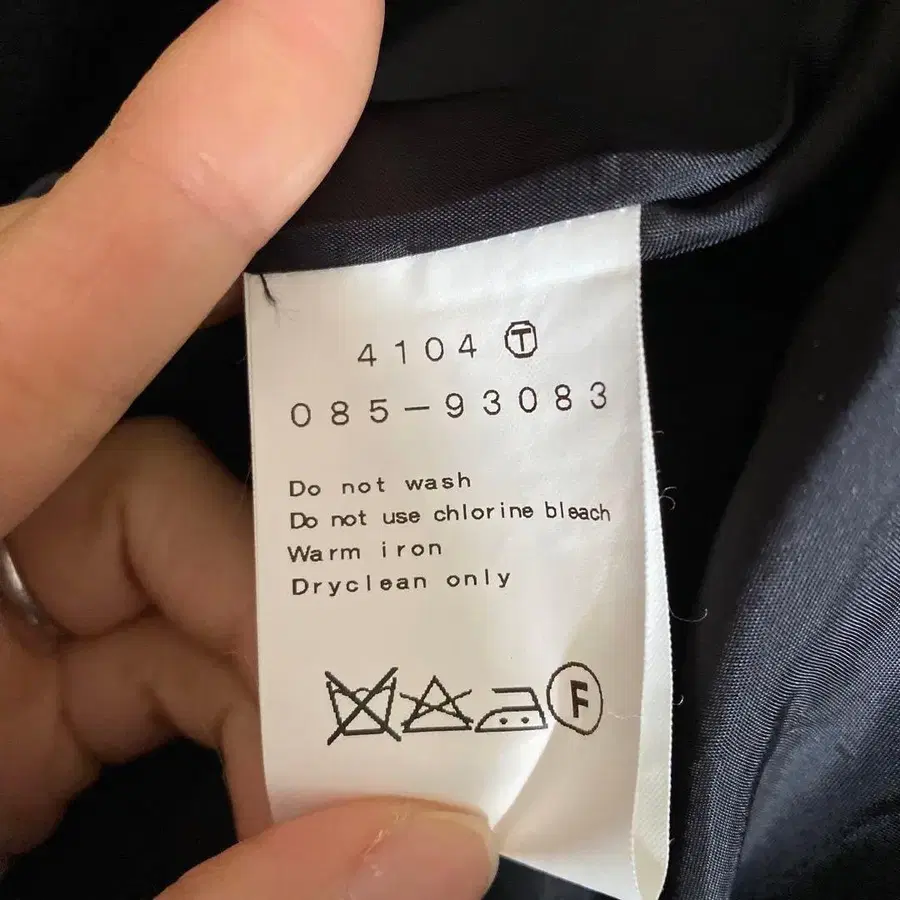 4104 Ⓣ
085-93083
Do not wash
Do not use chlorine bleach
Warm iron
Dryclean only
F